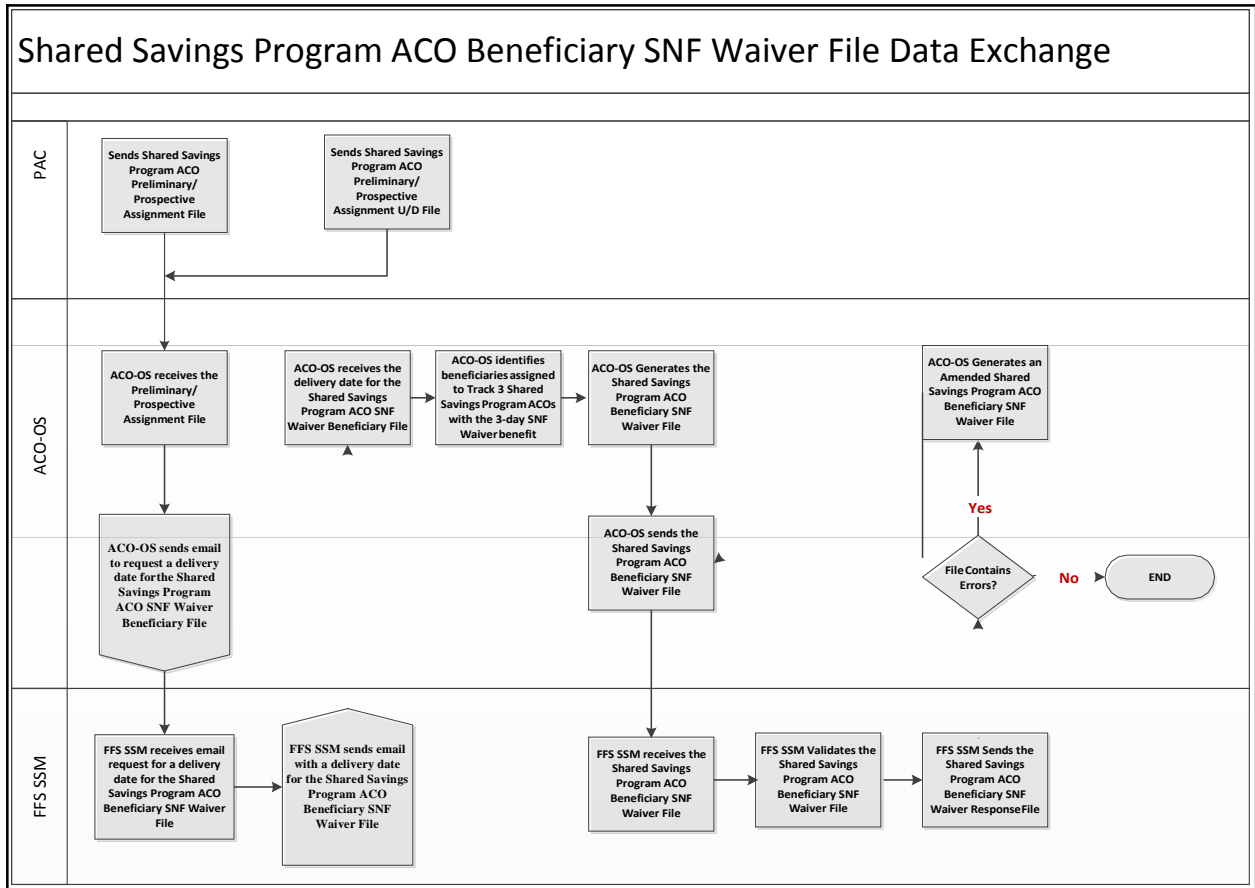 Shared Savings Program ACO Beneficiary SNF Waiver File Data Exchange
PAC
Sends Shared Savings
Program ACO
Preliminary/
Prospective
Assignment File
Sends Shared Savings
Program ACO
Preliminary/
Prospective
Assignment U/D File
ACO-OS
ACO-OS receives the
Preliminary/
Prospective
Assignment File
ACO-OS receives the
delivery date for the
Shared Savings
Program ACO SNF
Waiver Beneficiary File
ACO-OS identifies
beneficiaries assigned
to Track 3 Shared
Savings Program ACOs
with the 3-day SNF
Waiver benefit
ACO-OS Generates the
Shared Savings
Program ACO
Beneficiary SNF
Waiver File
ACO-OS Generates an
Amended Shared
Savings Program ACO
Beneficiary SNF
Waiver File
ACO-OS sends email
to request a delivery
date for the Shared
Savings Program
ACO SNF Waiver
Beneficiary File
ACO-OS sends the
Shared Savings
Program ACO
Beneficiary SNF
Waiver File
Yes
File Contains
Errors?
No
END
FFS SSM
FFS SSM receives email
request for a delivery
date for the Shared
Savings Program ACO
Beneficiary SNF Waiver
File
FFS SSM sends email
with a delivery date
for the Shared Savings
Program ACO
Beneficiary SNF
Waiver File
FFS SSM receives the
Shared Savings
Program ACO
Beneficiary SNF
Waiver File
FFS SSM Validates the
Shared Savings
Program ACO
Beneficiary SNF
Waiver File
FFS SSM Sends the
Shared Savings
Program ACO
Beneficiary SNF
Waiver Response File